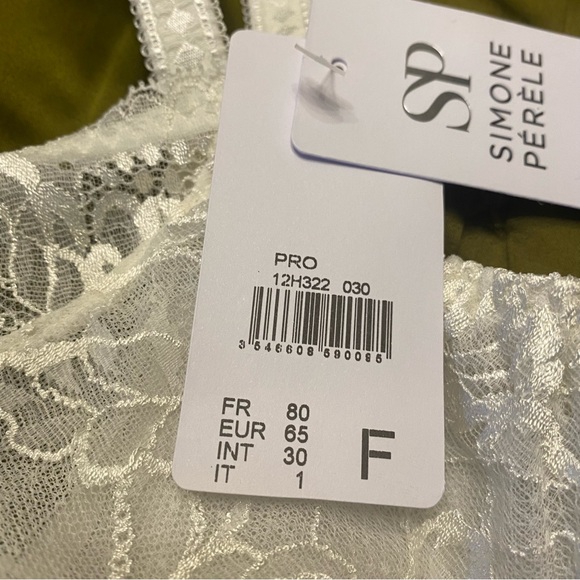 SP
SIMONE
PÉRÈLE
PRO
12H322 030
3 546608 590095
FR 80
EUR 65
INT 30
IT 1
F